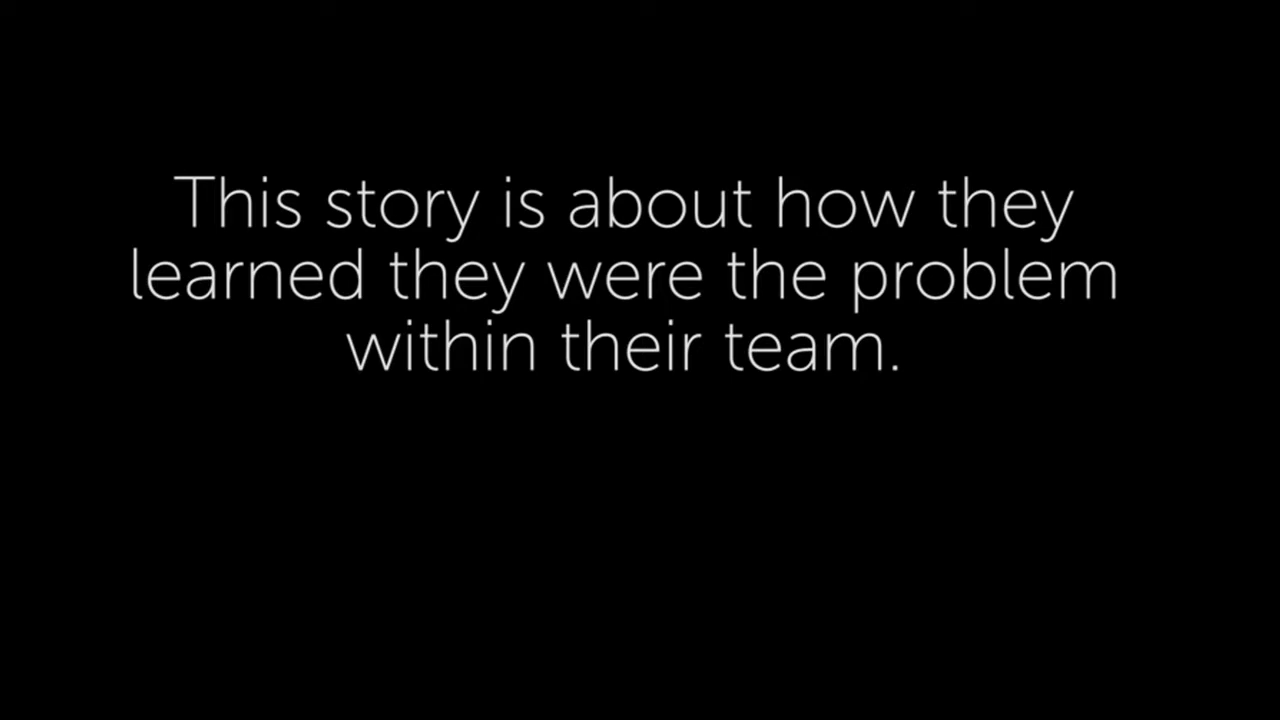 This story is about how they
learned they were the problem
within their team.